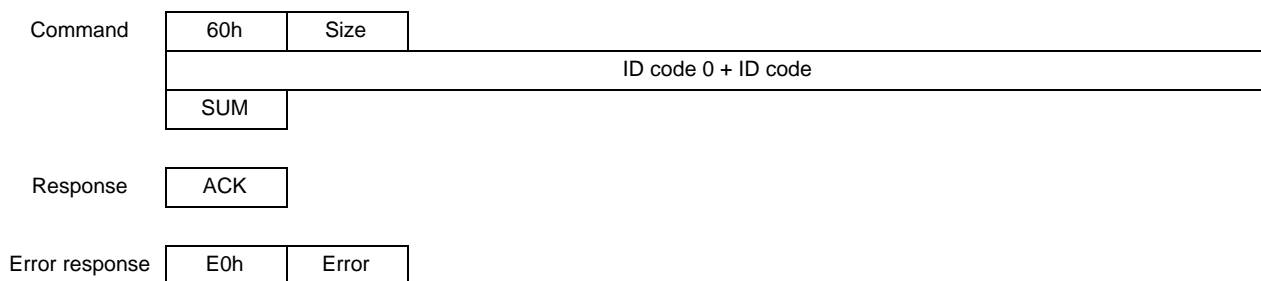 Command 60h Size
ID code 0 + ID code
SUM
Response ACK
Error response E0h Error